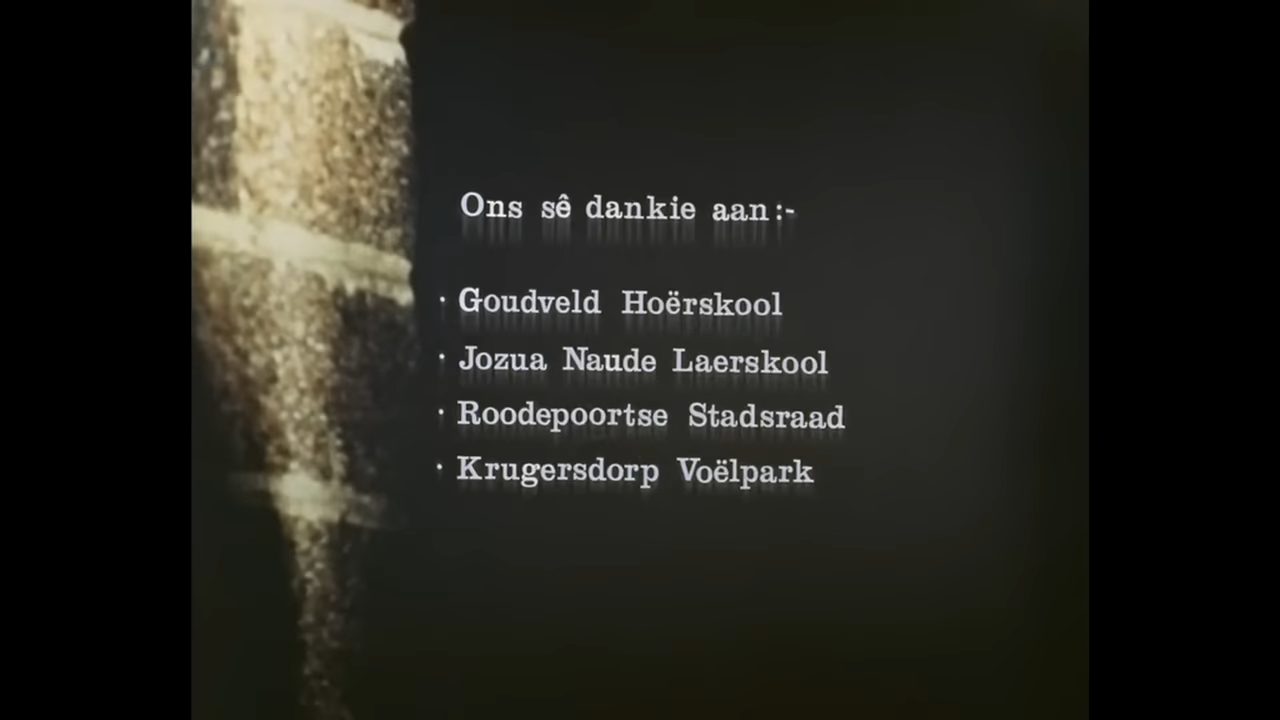 Ons sê dankie aan:-
· Goudveld Hoërskool
· Jozua Naude Laerskool
· Roodepoortse Stadsraad
· Krugersdorp Voëlpark